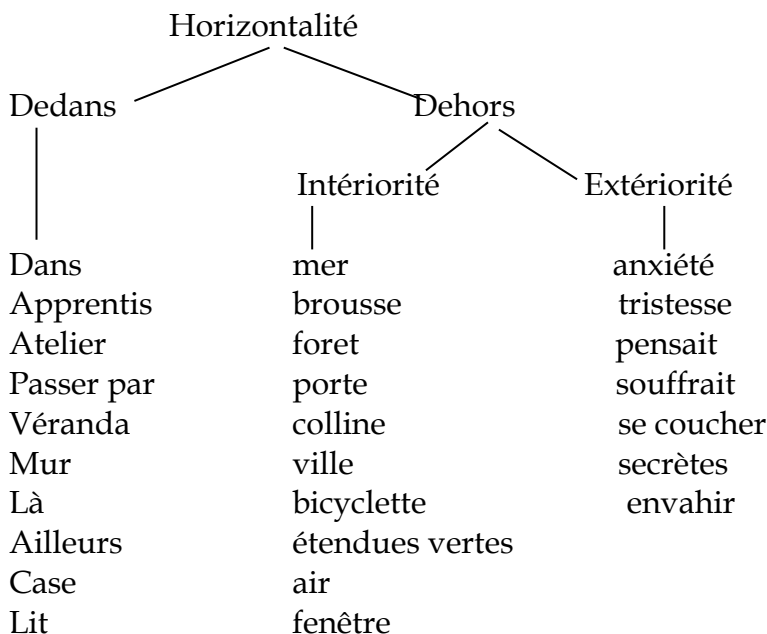 Horizontalité
Dedans Dehors
Intériorité Extériorité
Dans mer anxiété
Apprentis brousse tristesse
Atelier foret pensait
Passer par porte souffrait
Véranda colline se coucher
Mur ville secrètes
Là bicyclette envahir
Ailleurs étendues vertes
Case air
Lit fenêtre